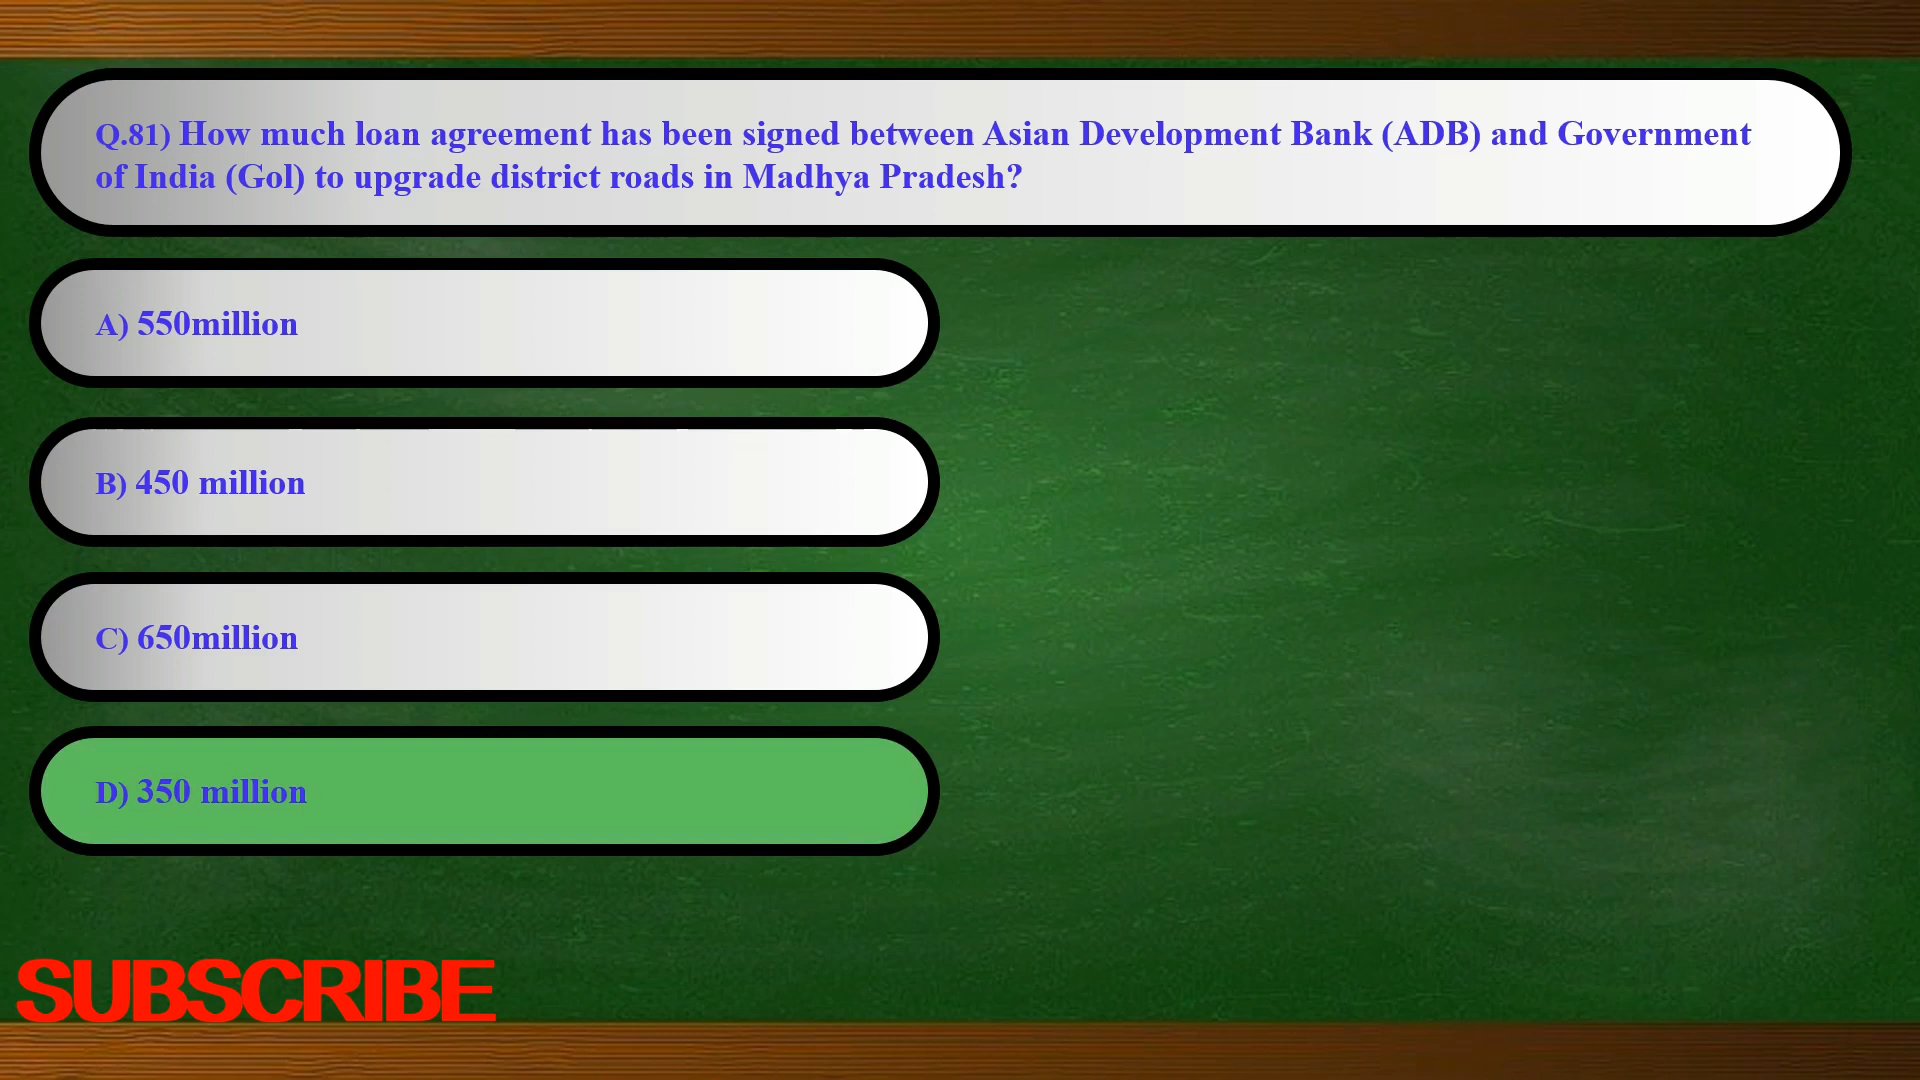 Q.81) How much loan agreement has been signed between Asian Development Bank (ADB) and Government
of India (Gol) to upgrade district roads in Madhya Pradesh?
A) 550million
B) 450 million
C) 650million
D) 350 million
SUBSCRIBE